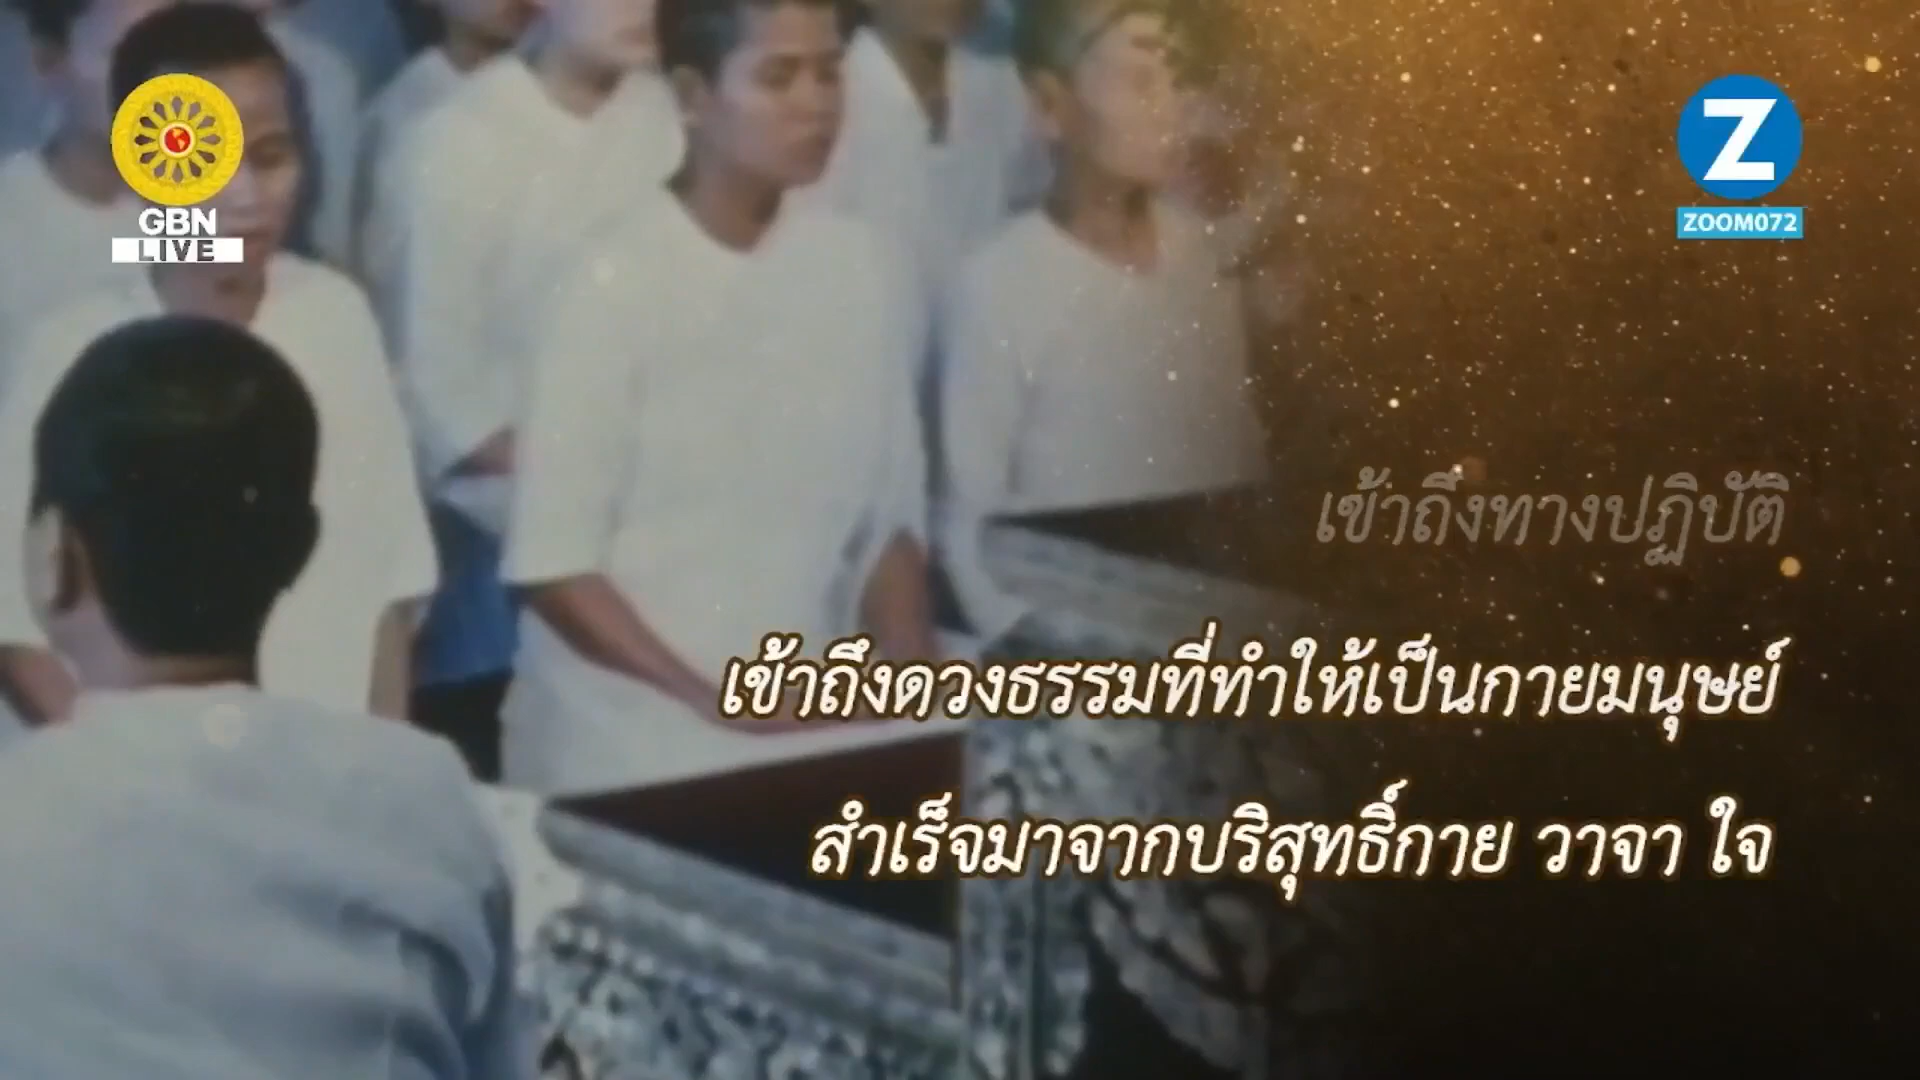 GBN
LIVE
Z
ZOOM072
เข้าถึงทางปฏิบัติ
เข้าถึงดวงธรรมที่ทำให้เป็นกายมนุษย์
สำเร็จมาจากบริสุทธิ์กาย วาจา ใจ